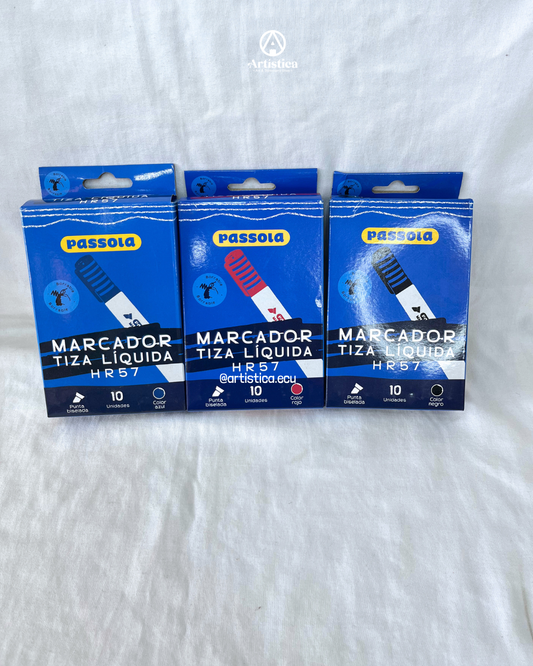 Artística
HR57
PASSOLA
MARCADOR
TIZA LÍQUIDA
HR57
Punta
biselada
10
Unidades
Color
azul
PASSOLA
MARCADOR
TIZA LÍQUIDA
HR57
@artistica.ecu
Punta
biselada
10
Unidades
Color
rojo
PASSOLA
MARCADOR
TIZA LÍQUIDA
HR57
Punta
biselada
10
Unidades
Color
negro